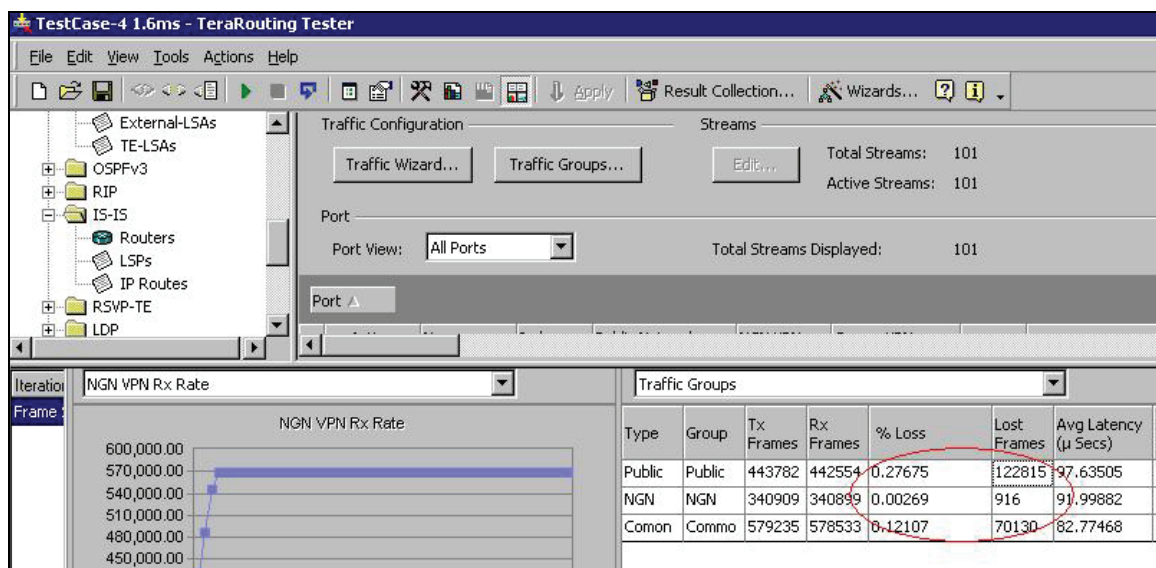 TestCase-4 1.6ms - TeraRouting Tester
File Edit View Tools Actions Help
Apply Result Collection... Wizards...
External-LSAs
TE-LSAs
OSPFv3
RIP
IS-IS
Routers
LSPs
IP Routes
RSVP-TE
LDP
Traffic Configuration
Traffic Wizard... Traffic Groups...
Streams
Edit...
Total Streams: 101
Active Streams: 101
Port
Port View: All Ports
Total Streams Displayed: 101
Port
Iteration
Frame
NGN VPN Rx Rate
NGN VPN Rx Rate
600,000.00
570,000.00
540,000.00
510,000.00
480,000.00
450,000.00
Traffic Groups
Type Group Tx Frames Rx Frames % Loss Lost Frames Avg Latency (µ Secs)
Public Public 443782 442554 0.27675 122815 97.63505
NGN NGN 340909 340899 0.00269 916 91.99882
Comon Commo 579235 578533 0.12107 70130 82.77468